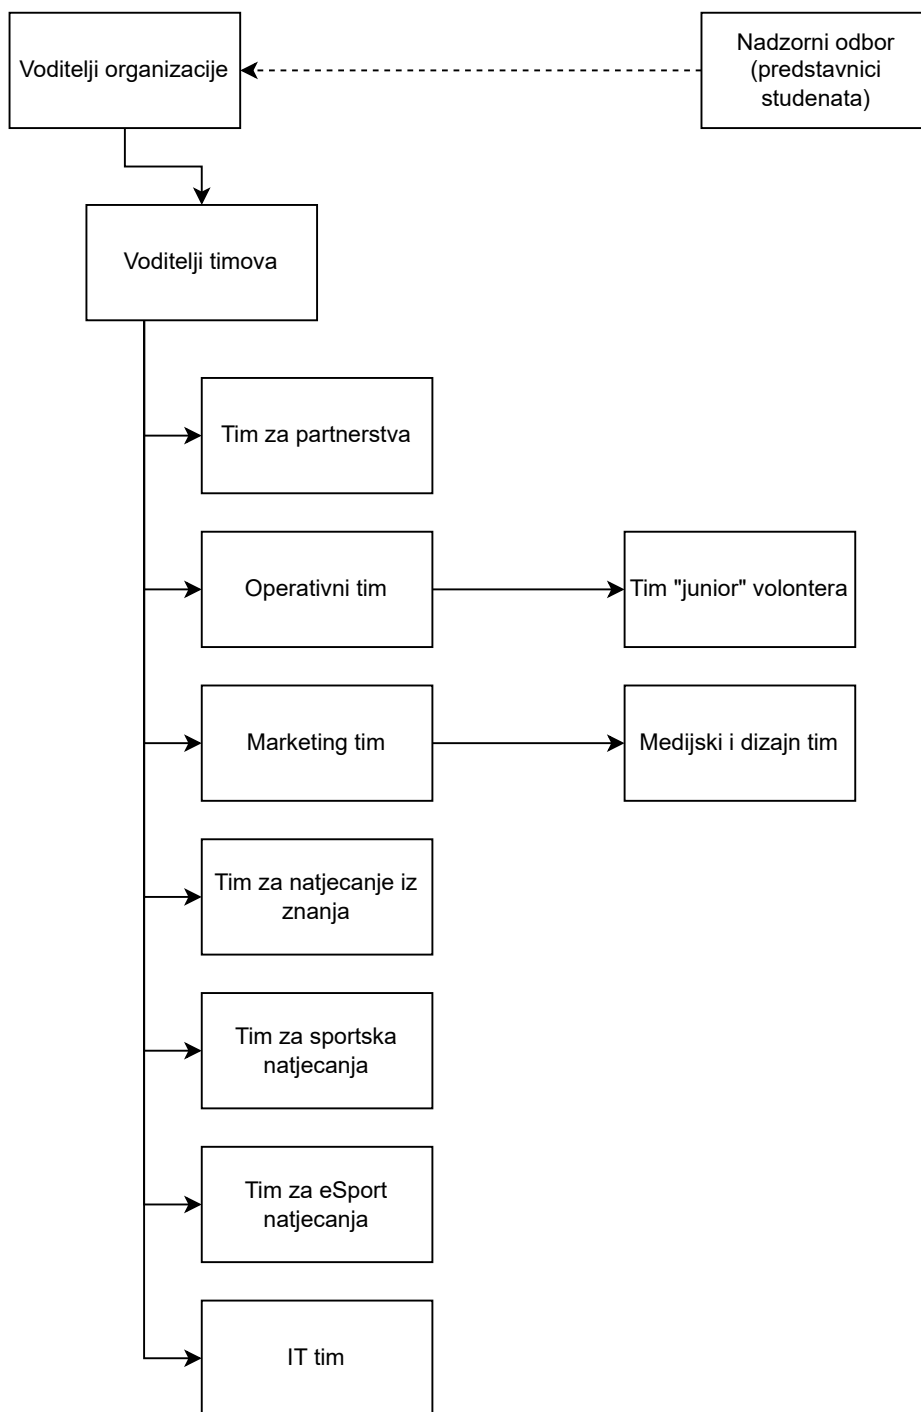 Voditelji organizacije
Nadzorni odbor
(predstavnici
studenata)
Voditelji timova
Tim za partnerstva
Operativni tim
Tim "junior" volontera
Marketing tim
Medijski i dizajn tim
Tim za natjecanje iz
znanja
Tim za sportska
natjecanja
Tim za eSport
natjecanja
IT tim